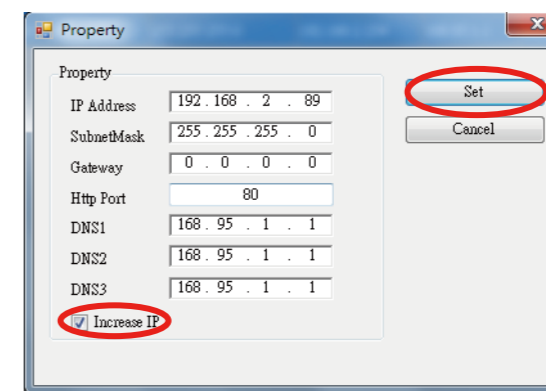 Property
Property
IP Address 192 . 168 . 2 . 89
SubnetMask 255 . 255 . 255 . 0
Gateway 0 . 0 . 0 . 0
Http Port 80
DNS1 168 . 95 . 1 . 1
DNS2 168 . 95 . 1 . 1
DNS3 168 . 95 . 1 . 1
Increase IP
Set
Cancel